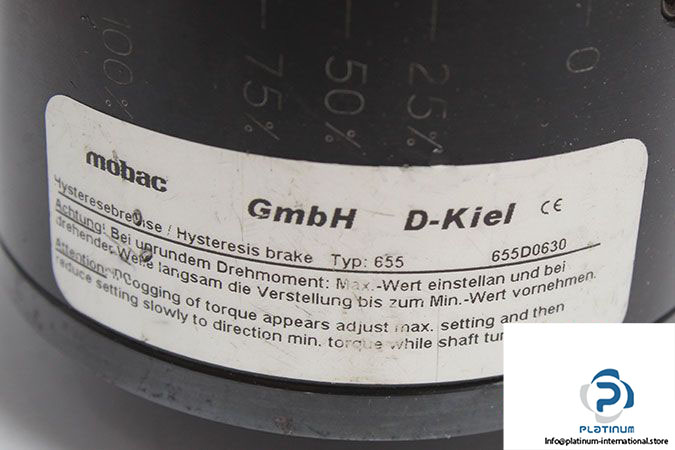 100% 75% 50% 25% 0
mobac GmbH D-Kiel CE
Hysteresebremse / Hysteresis brake Typ: 655 655D0630
Achtung! Bei unrundem Drehmoment: Max.-Wert einstellan und bei
drehender Welle langsam die Verstellung bis zum Min.-Wert vornehmen.
Attention: Cogging of torque appears adjust max. setting and then
reduce setting slowly to direction min. torque while shaft
PLATINUM
info@platinum-international.store